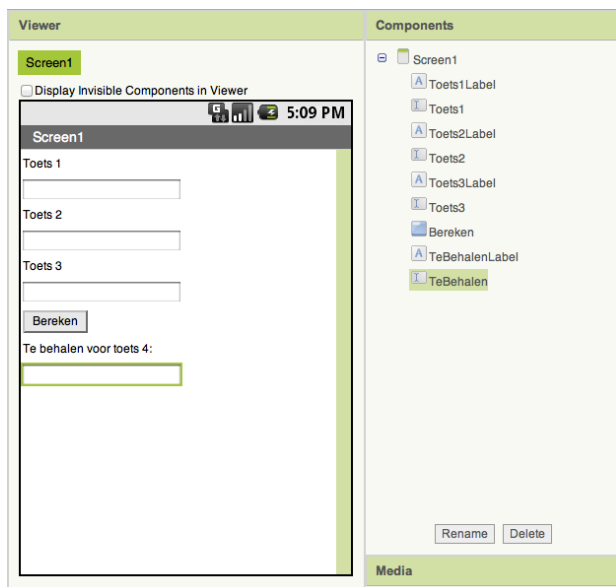 Viewer
Screen1
Display Invisible Components in Viewer
5:09 PM
Screen1
Toets 1
Toets 2
Toets 3
Bereken
Te behalen voor toets 4:
Components
Screen1
Toets1Label
Toets1
Toets2Label
Toets2
Toets3Label
Toets3
Bereken
TeBehalenLabel
TeBehalen
Rename Delete
Media